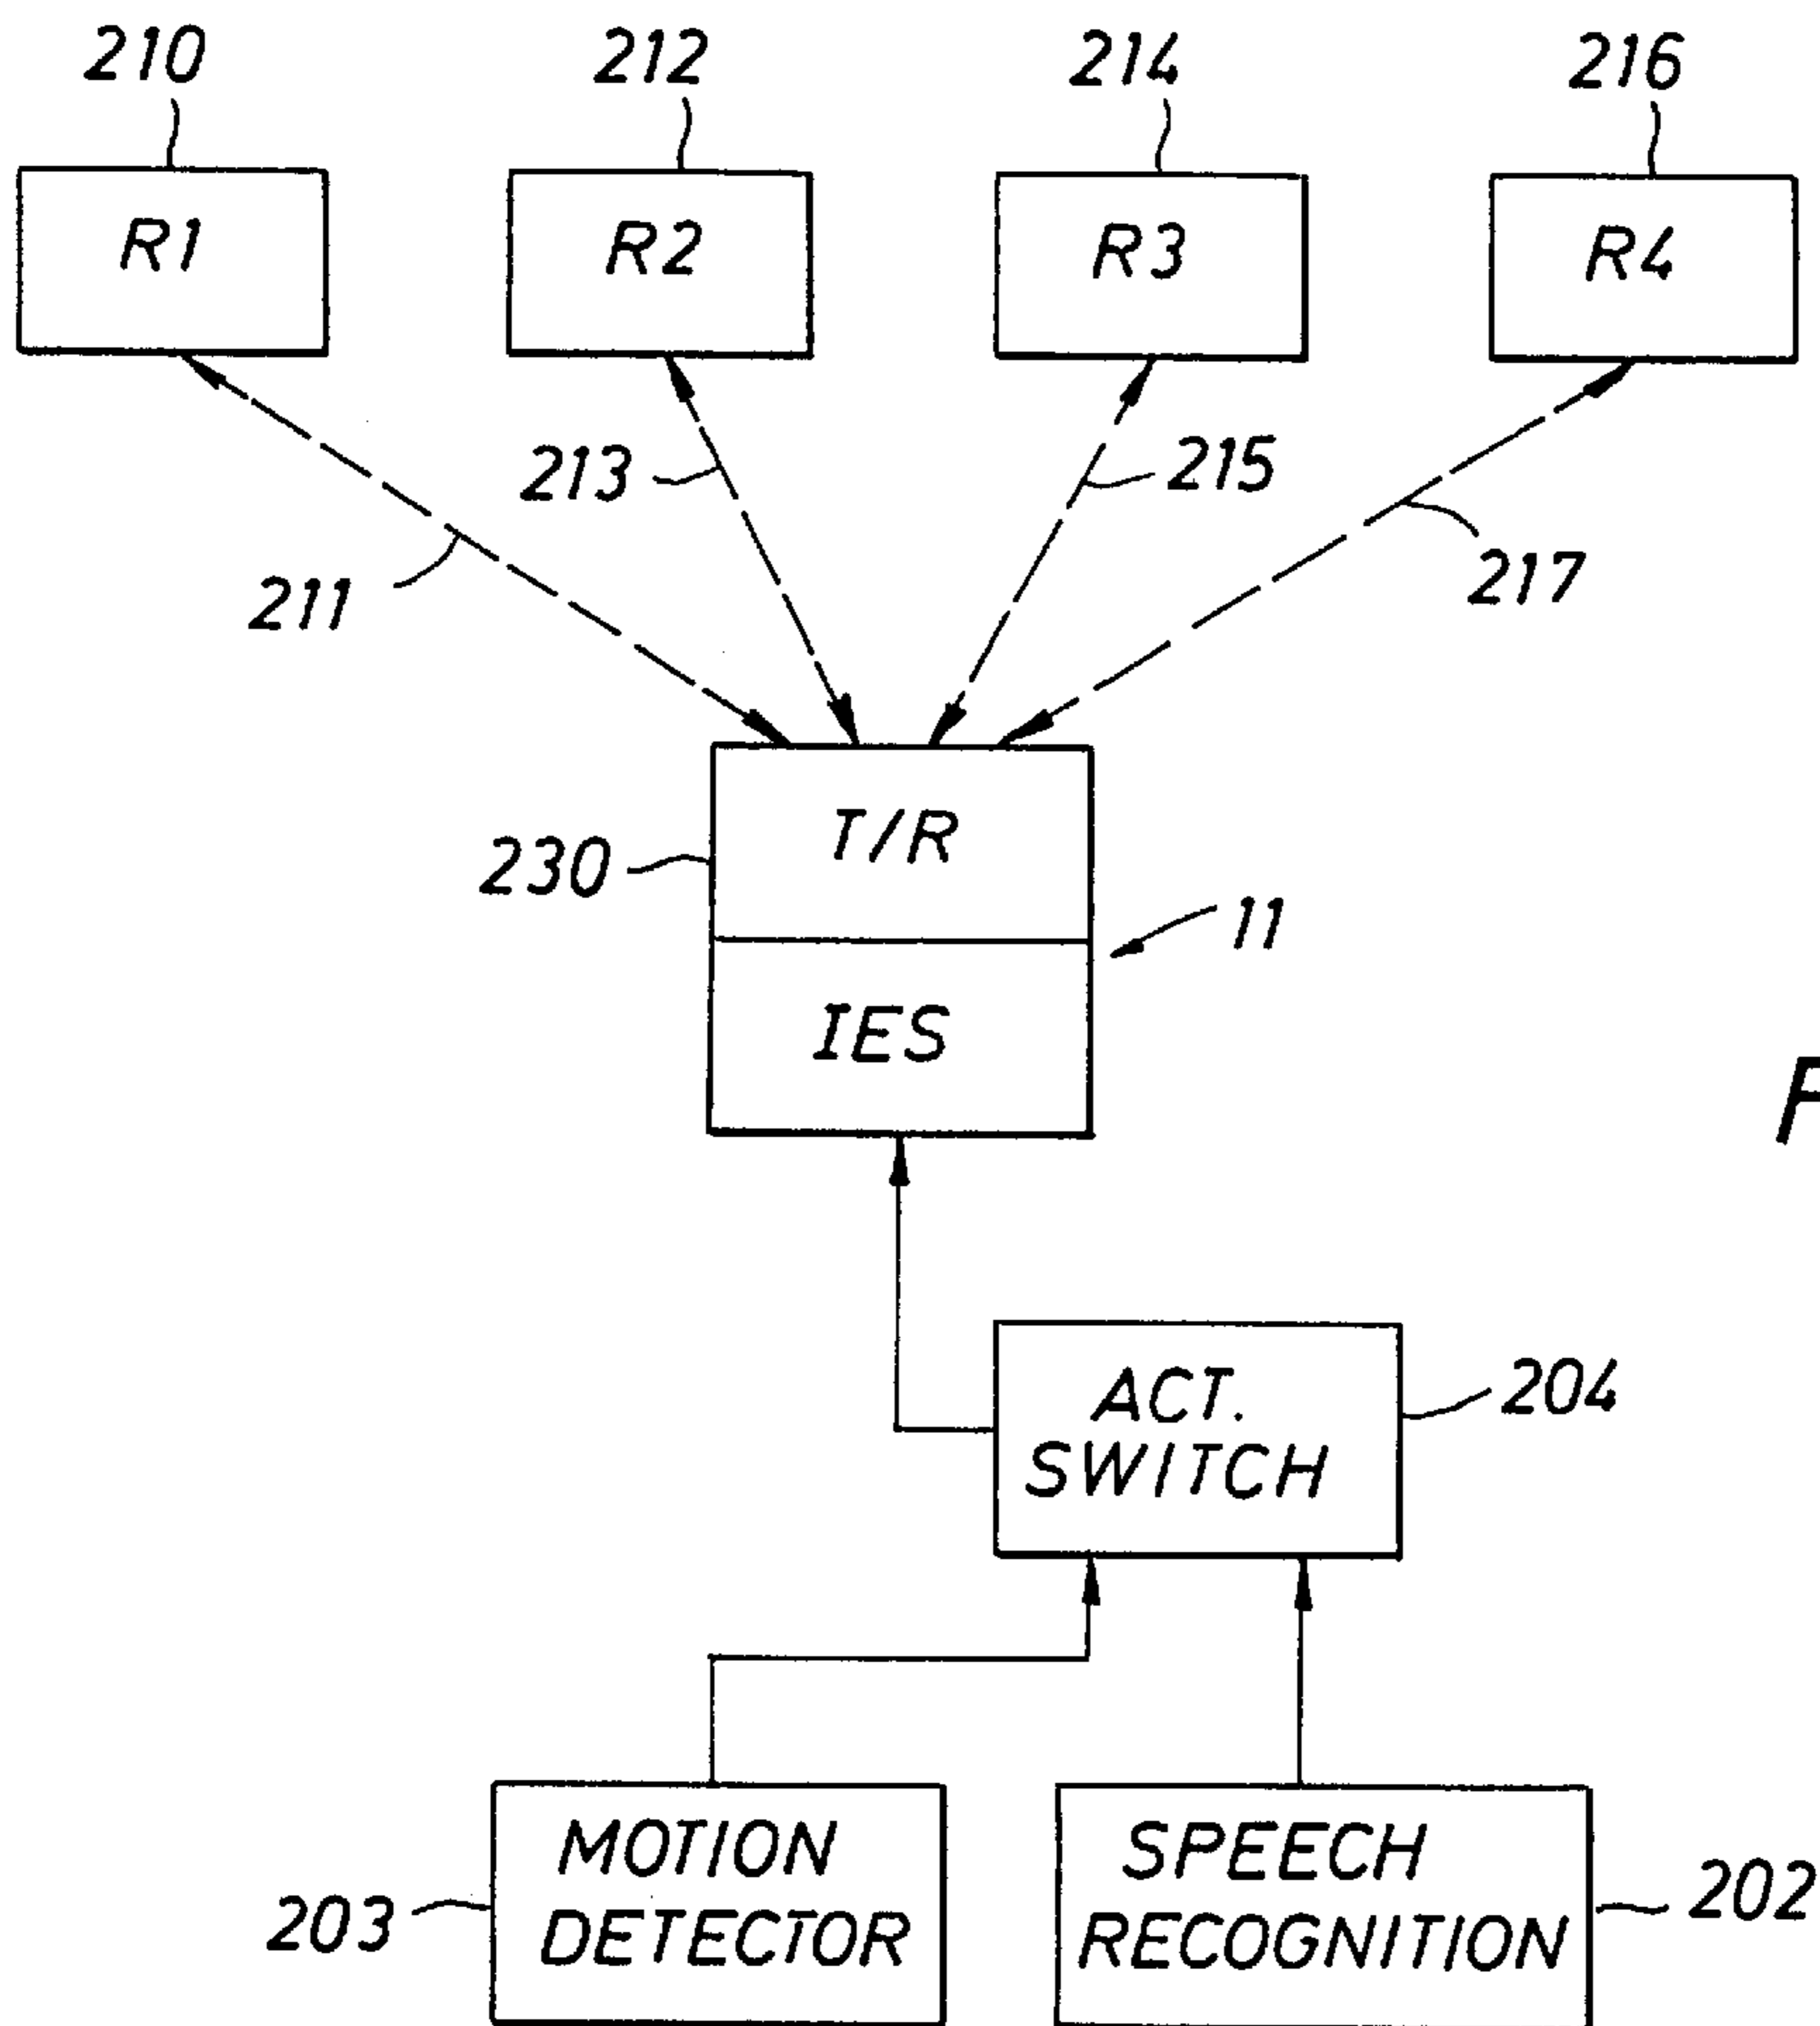 210
212
214
216
R1
R2
R3
R4
213
215
211
217
T/R
230
11
IES
F
ACT.
SWITCH
204
MOTION
DETECTOR
203
SPEECH
RECOGNITION
202